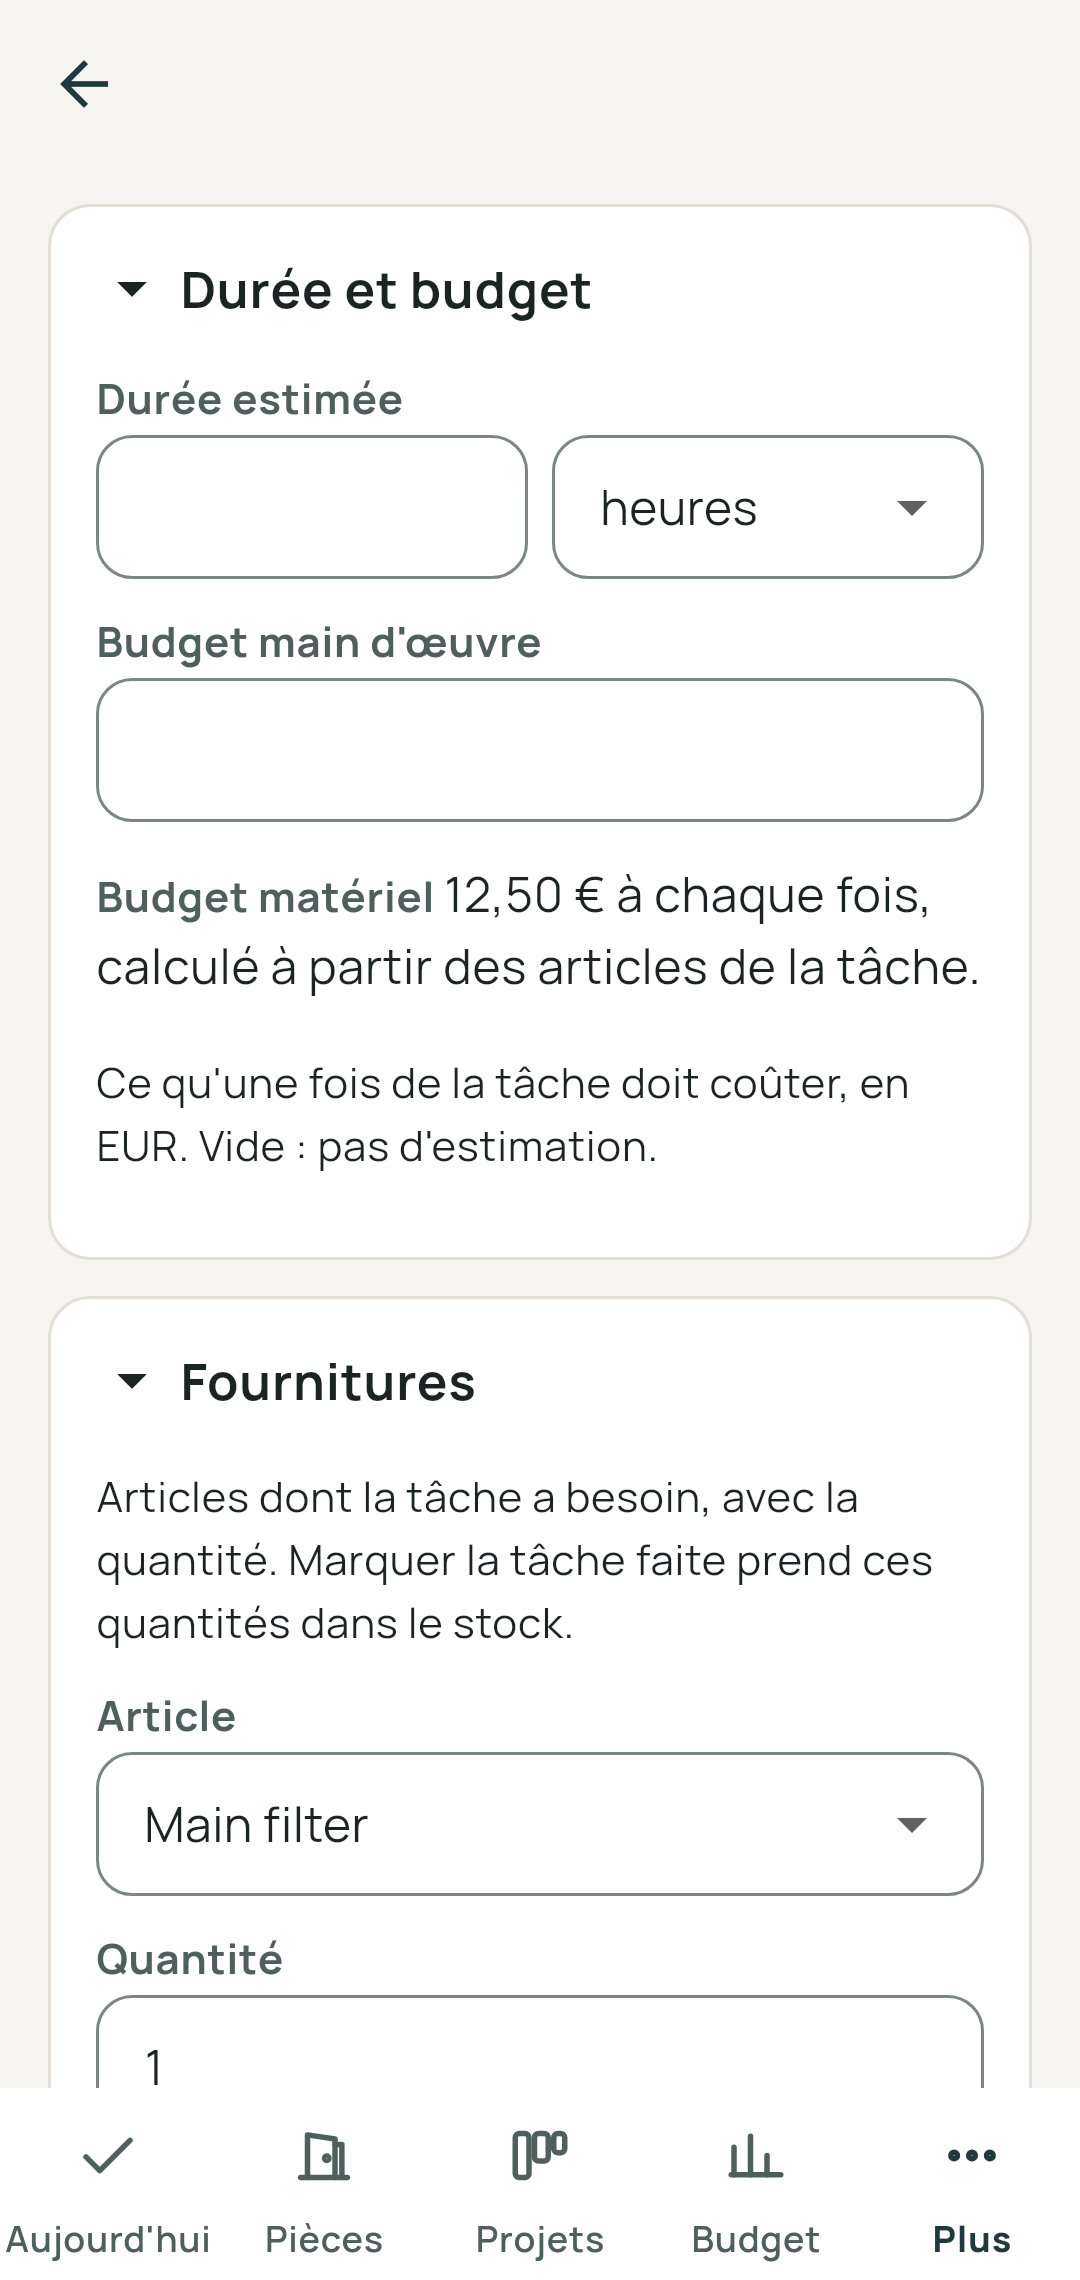 Durée et budget
Durée estimée
heures
Budget main d'œuvre
Budget matériel 12,50 € à chaque fois,
calculé à partir des articles de la tâche.
Ce qu'une fois de la tâche doit coûter, en
EUR. Vide : pas d'estimation.
Fournitures
Articles dont la tâche a besoin, avec la
quantité. Marquer la tâche faite prend ces
quantités dans le stock.
Article
Main filter
Quantité
1
Aujourd'hui Pièces Projets Budget Plus